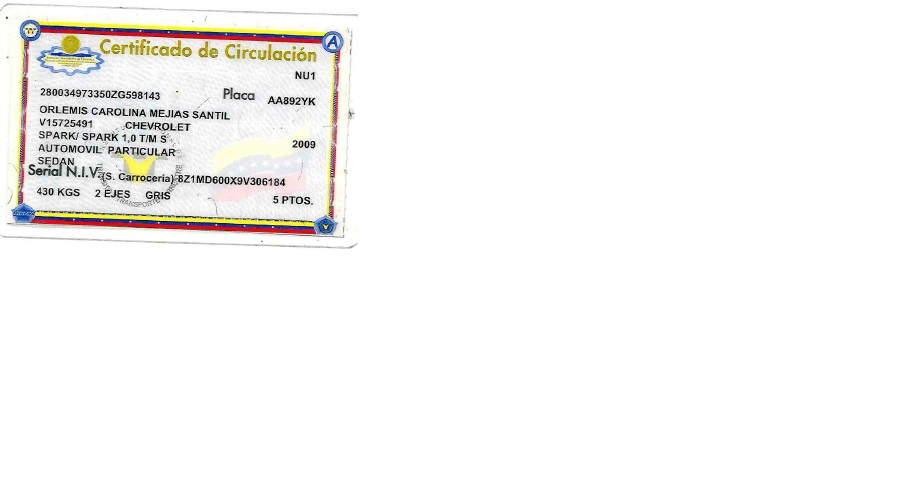 Certificado de Circulación
NU1
280034973350ZG598143 Placa AA892YK
ORLEMIS CAROLINA MEJIAS SANTIL
V15725491 CHEVROLET
SPARK/ SPARK 1,0 T/M S 2009
AUTOMOVIL PARTICULAR
SEDAN
Serial N.I.V. (S. Carroceria) 8Z1MD600X9V306184
430 KGS 2 EJES GRIS 5 PTOS.